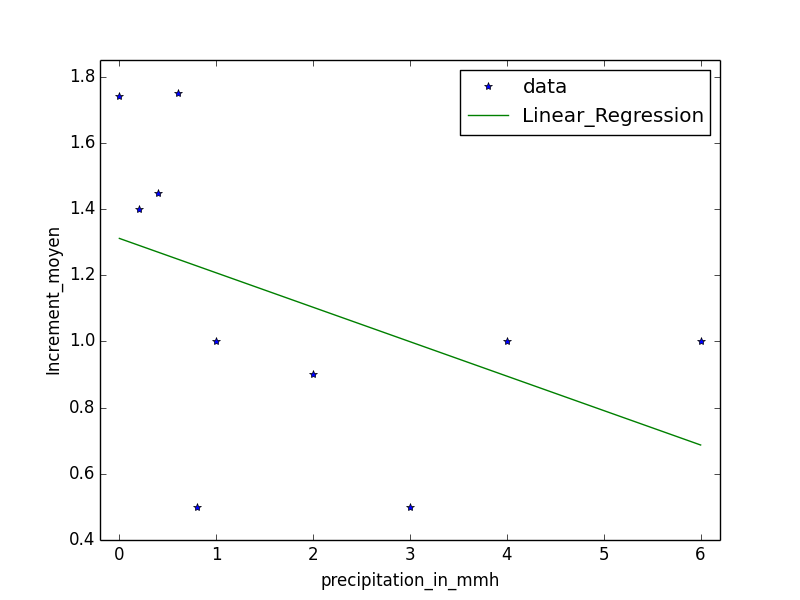 1.8
1.6
1.4
1.2
1.0
0.8
0.6
0.4
0 1 2 3 4 5 6
Increment_moyen
precipitation_in_mmh
data
Linear_Regression